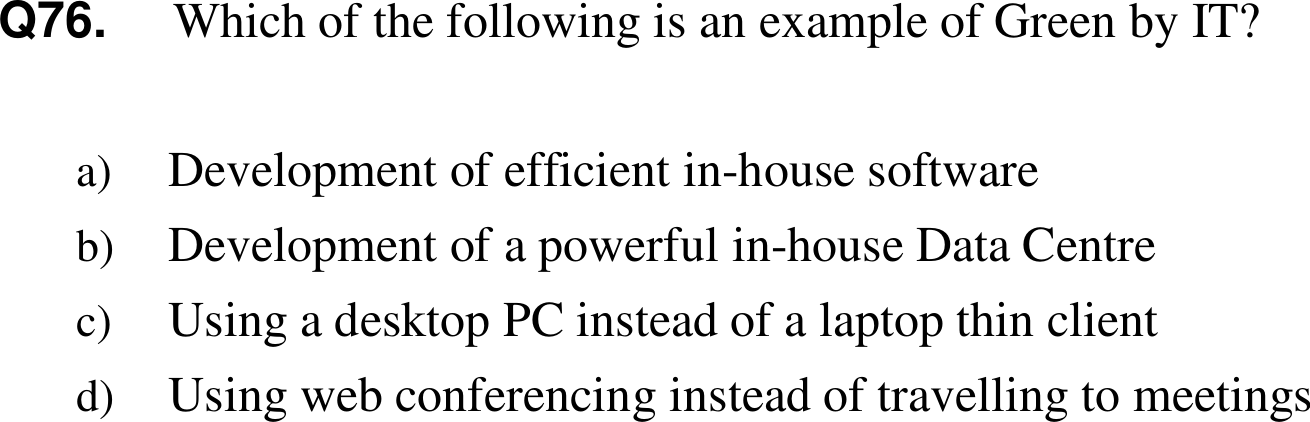 Q76. Which of the following is an example of Green by IT?
a) Development of efficient in-house software
b) Development of a powerful in-house Data Centre
c) Using a desktop PC instead of a laptop thin client
d) Using web conferencing instead of travelling to meetings